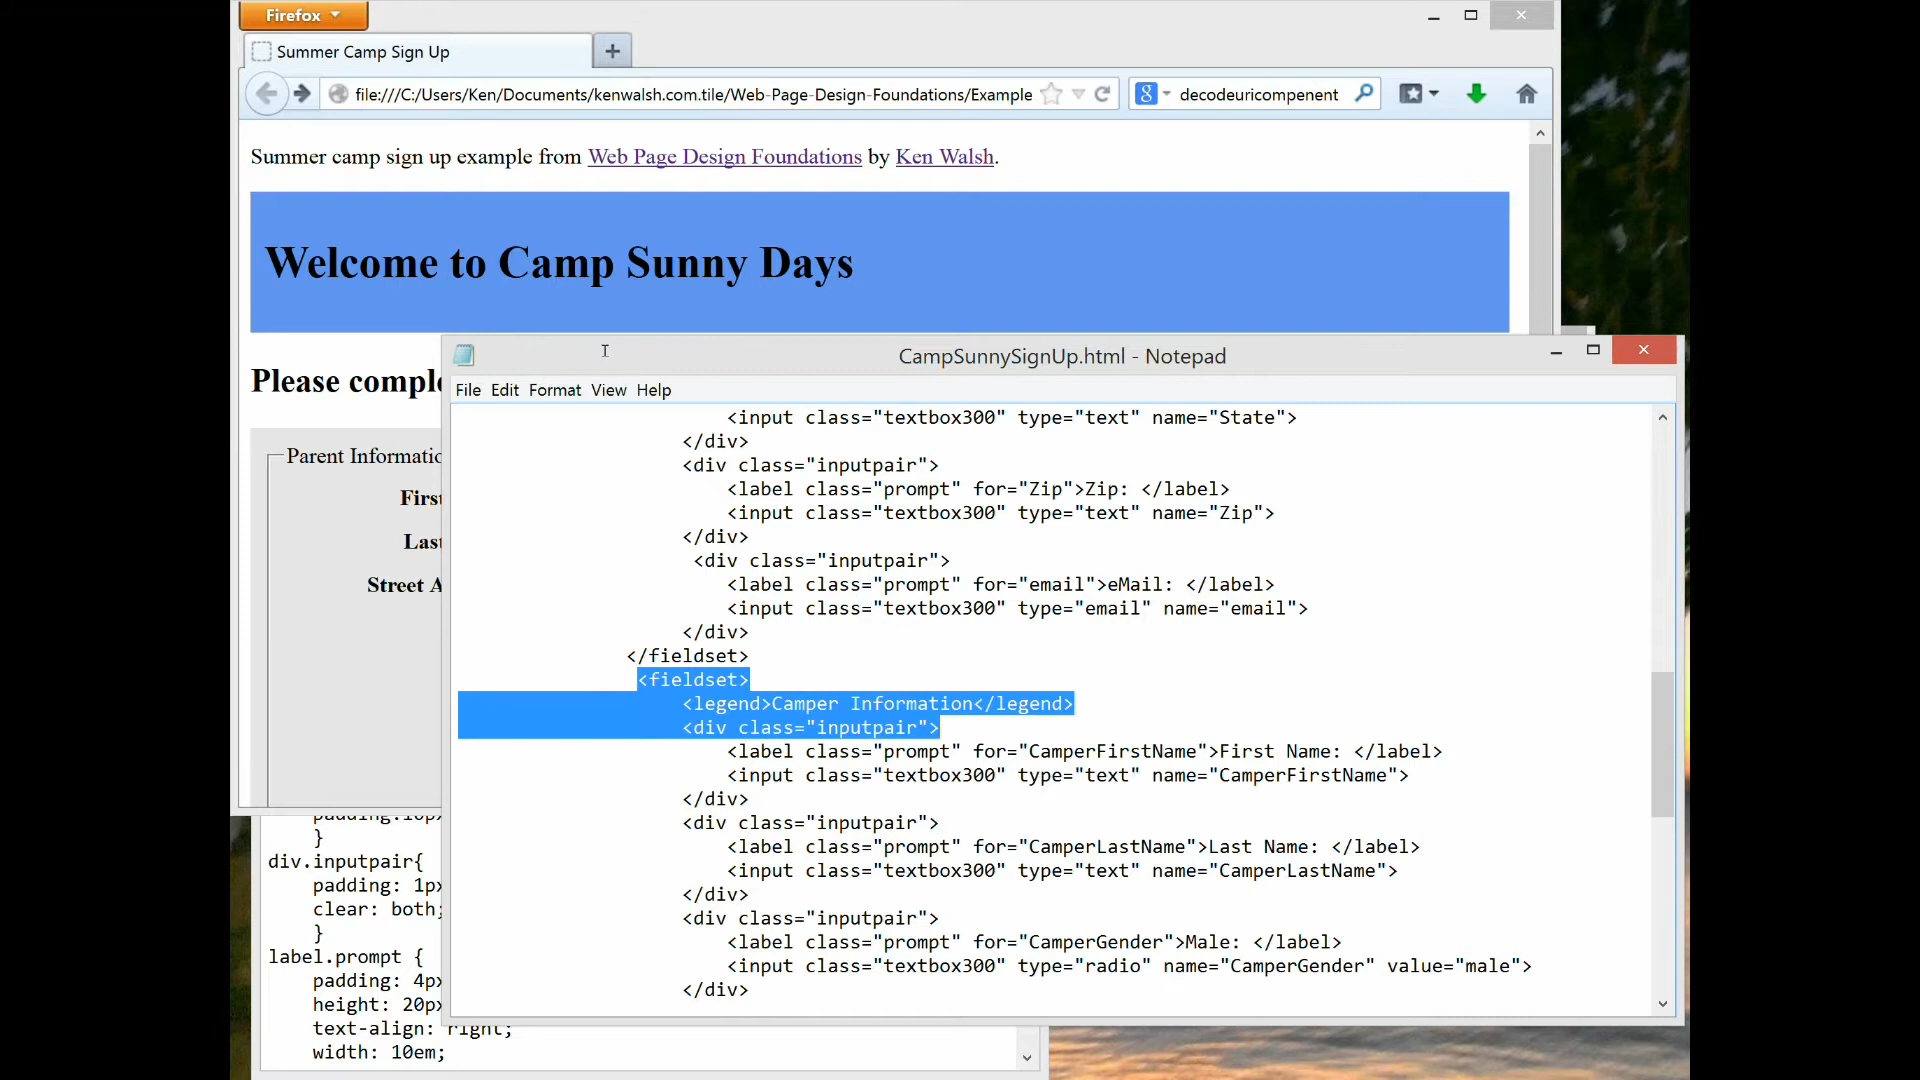 Firefox
Summer Camp Sign Up
file:///C:/Users/Ken/Documents/kenwalsh.com.tile/Web-Page-Design-Foundations/Example
8
decodeuricompenent
Summer camp sign up example from Web Page Design Foundations by Ken Walsh.
Welcome to Camp Sunny Days
Please comple
Parent Informatio
First
Last
Street A
CampSunnySignUp.html - Notepad
File Edit Format View Help
<input class="textbox300" type="text" name="State">
</div>
<div class="inputpair">
<label class="prompt" for="Zip">Zip: </label>
<input class="textbox300" type="text" name="Zip">
</div>
<div class="inputpair">
<label class="prompt" for="email">eMail: </label>
<input class="textbox300" type="email" name="email">
</div>
</fieldset>
<fieldset>
<legend>Camper Information</legend>
<div class="inputpair">
<label class="prompt" for="CamperFirstName">First Name: </label>
<input class="textbox300" type="text" name="CamperFirstName">
</div>
<div class="inputpair">
<label class="prompt" for="CamperLastName">Last Name: </label>
<input class="textbox300" type="text" name="CamperLastName">
</div>
<div class="inputpair">
<label class="prompt" for="CamperGender">Male: </label>
<input class="textbox300" type="radio" name="CamperGender" value="male">
</div>
}
div.inputpair{
padding: 1px
clear: both;
}
label.prompt {
padding: 4px
height: 20px
text-align: right;
width: 10em;